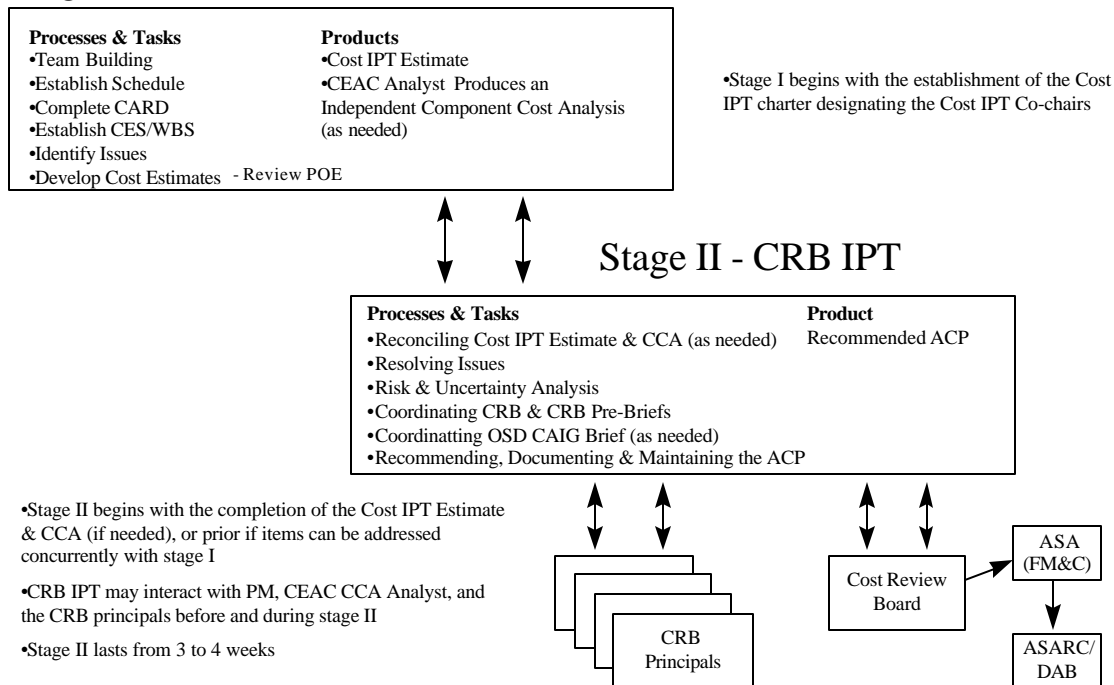 Processes & Tasks
•Team Building
•Establish Schedule
•Complete CARD
•Establish CES/WBS
•Identify Issues
•Develop Cost Estimates - Review POE
Products
•Cost IPT Estimate
•CEAC Analyst Produces an
Independent Component Cost Analysis
(as needed)
•Stage I begins with the establishment of the Cost
IPT charter designating the Cost IPT Co-chairs
Stage II - CRB IPT
Processes & Tasks
•Reconciling Cost IPT Estimate & CCA (as needed)
•Resolving Issues
•Risk & Uncertainty Analysis
•Coordinating CRB & CRB Pre-Briefs
•Coordinatting OSD CAIG Brief (as needed)
•Recommending, Documenting & Maintaining the ACP
Product
Recommended ACP
•Stage II begins with the completion of the Cost IPT Estimate
& CCA (if needed), or prior if items can be addressed
concurrently with stage I
•CRB IPT may interact with PM, CEAC CCA Analyst, and
the CRB principals before and during stage II
•Stage II lasts from 3 to 4 weeks
CRB
Principals
Cost Review
Board
ASA
(FM&C)
ASARC/
DAB